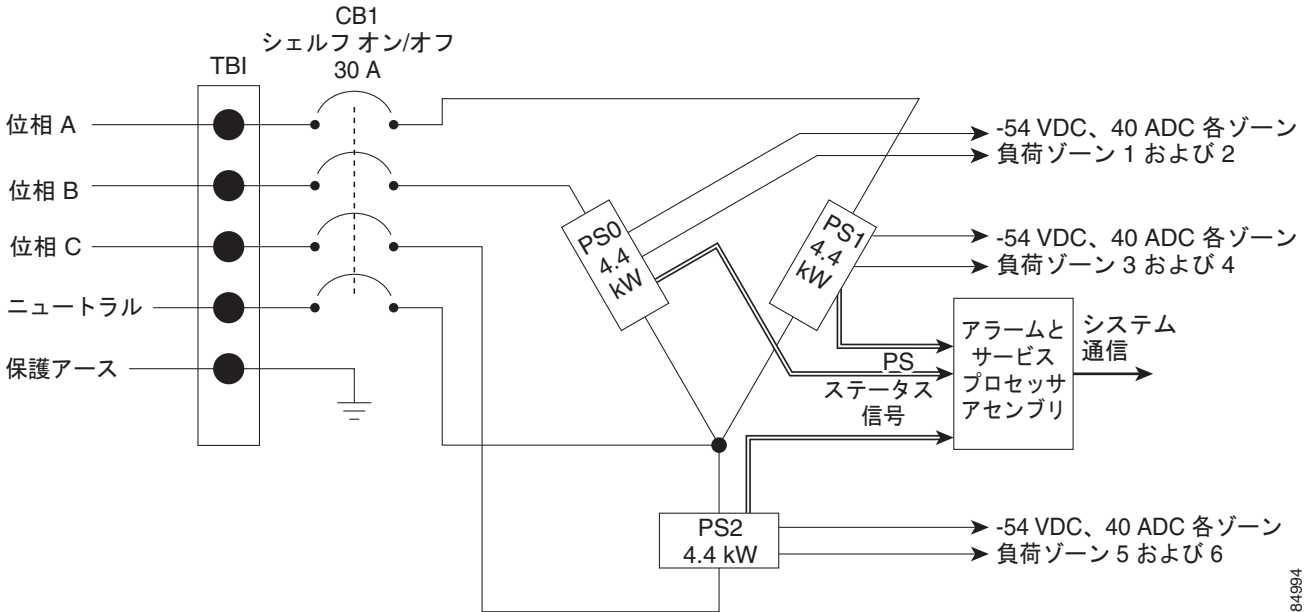 CB1
シェルフ オン/オフ
30 A
TBI
位相 A
位相 B
位相 C
ニュートラル
保護アース
PS0
4.4
kW
PS1
4.4
kW
-54 VDC、40 ADC 各ゾーン
負荷ゾーン 1 および 2
-54 VDC、40 ADC 各ゾーン
負荷ゾーン 3 および 4
アラームと
サービス
プロセッサ
アセンブリ
システム
通信
PS
ステータス
信号
PS2
4.4 kW
-54 VDC、40 ADC 各ゾーン
負荷ゾーン 5 および 6
84994